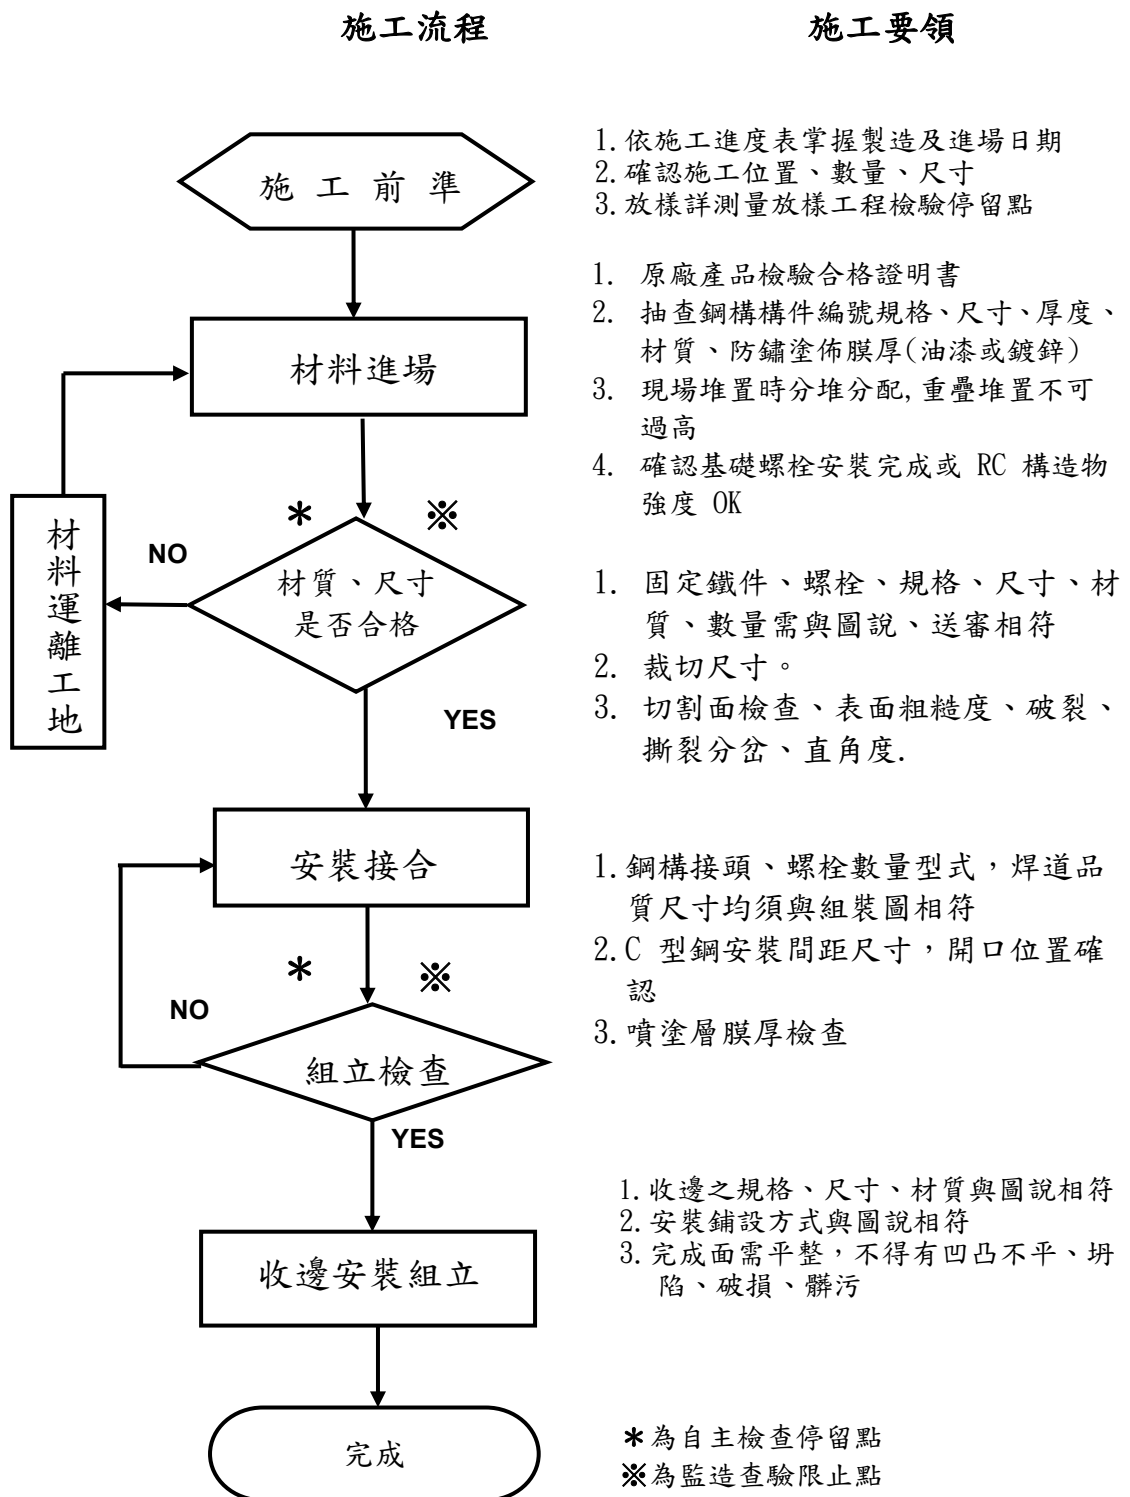 施工流程
施工要領
施 工 前 準
1.依施工進度表掌握製造及進場日期
2.確認施工位置、數量、尺寸
3.放樣詳測量放樣工程檢驗停留點
材料進場
1. 原廠產品檢驗合格證明書
2. 抽查鋼構構件編號規格、尺寸、厚度、
材質、防鏽塗佈膜厚(油漆或鍍鋅)
3. 現場堆置時分堆分配,重疊堆置不可
過高
4. 確認基礎螺栓安裝完成或 RC 構造物
強度 OK
材料運離工地
NO
＊
※
材質、尺寸
是否合格
YES
1. 固定鐵件、螺栓、規格、尺寸、材
質、數量需與圖說、送審相符
2. 裁切尺寸。
3. 切割面檢查、表面粗糙度、破裂、
撕裂分岔、直角度.
安裝接合
＊
※
NO
組立檢查
YES
1.鋼構接頭、螺栓數量型式，焊道品
質尺寸均須與組裝圖相符
2.C 型鋼安裝間距尺寸，開口位置確
認
3.噴塗層膜厚檢查
收邊安裝組立
1.收邊之規格、尺寸、材質與圖說相符
2.安裝鋪設方式與圖說相符
3.完成面需平整，不得有凹凸不平、坍
陷、破損、髒污
完成
＊為自主檢查停留點
※為監造查驗限止點